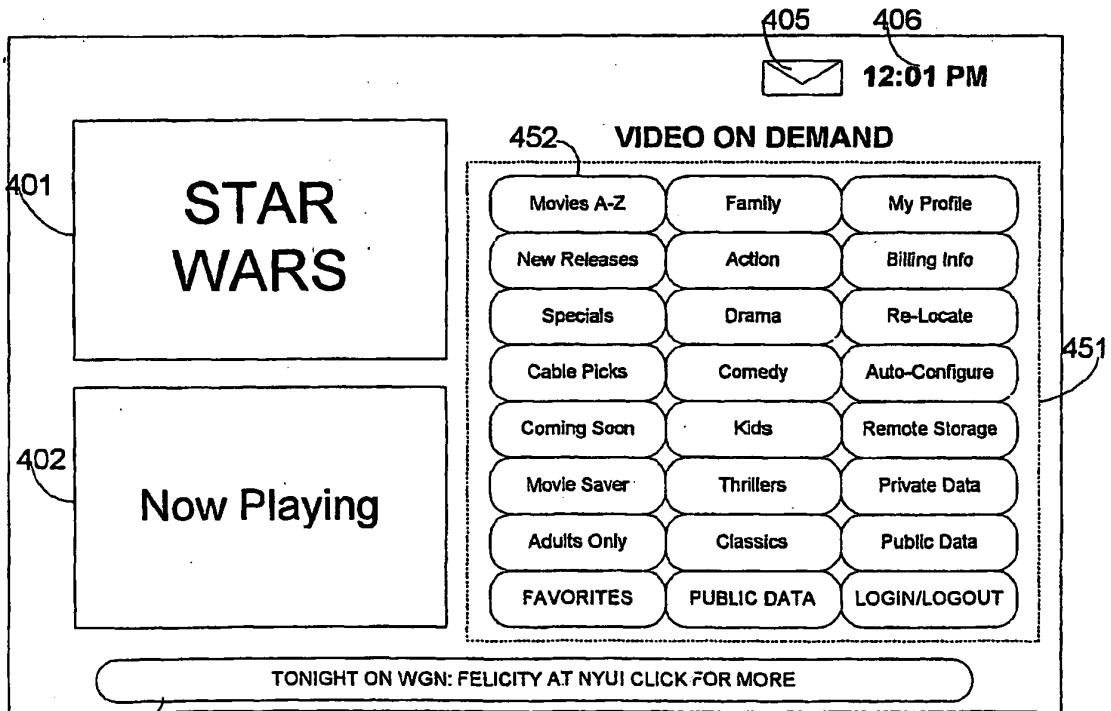 405 406
12:01 PM
VIDEO ON DEMAND
452
401
STAR
WARS
Movies A-Z Family My Profile
New Releases Action Billing Info
Specials Drama Re-Locate
451
Cable Picks Comedy Auto-Configure
Coming Soon Kids Remote Storage
402
Now Playing
Movie Saver Thrillers Private Data
Adults Only Classics Public Data
FAVORITES PUBLIC DATA LOGIN/LOGOUT
TONIGHT ON WGN: FELICITY AT NYU! CLICK FOR MORE